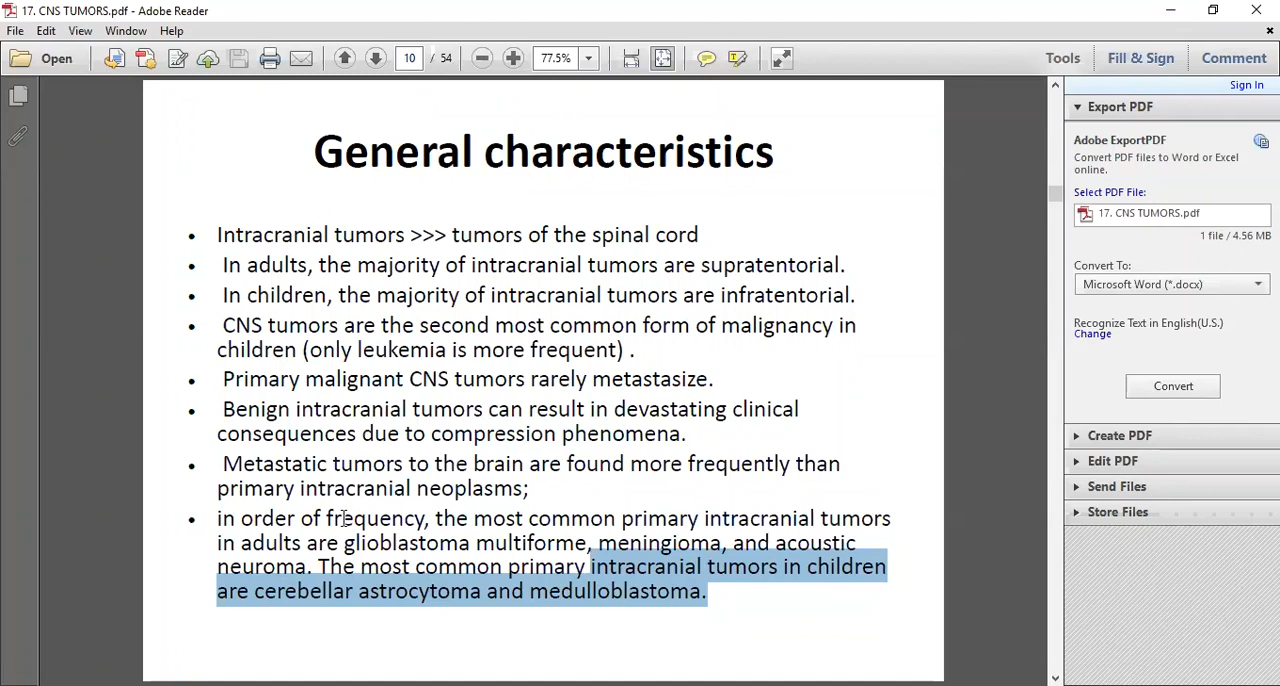 17. CNS TUMORS.pdf - Adobe Reader
File Edit View Window Help
Open 10 / 54 77.5% Tools Fill & Sign Comment
Sign In
Export PDF
Adobe ExportPDF
Convert PDF files to Word or Excel
online.
Select PDF File:
17. CNS TUMORS.pdf
1 file / 4.56 MB
Convert To:
Microsoft Word (*.docx)
Recognize Text in English(U.S.)
Change
Convert
Create PDF
Edit PDF
Send Files
Store Files
General characteristics
• Intracranial tumors >>> tumors of the spinal cord
• In adults, the majority of intracranial tumors are supratentorial.
• In children, the majority of intracranial tumors are infratentorial.
• CNS tumors are the second most common form of malignancy in
children (only leukemia is more frequent) .
• Primary malignant CNS tumors rarely metastasize.
• Benign intracranial tumors can result in devastating clinical
consequences due to compression phenomena.
• Metastatic tumors to the brain are found more frequently than
primary intracranial neoplasms;
• in order of frequency, the most common primary intracranial tumors
in adults are glioblastoma multiforme, meningioma, and acoustic
neuroma. The most common primary intracranial tumors in children
are cerebellar astrocytoma and medulloblastoma.